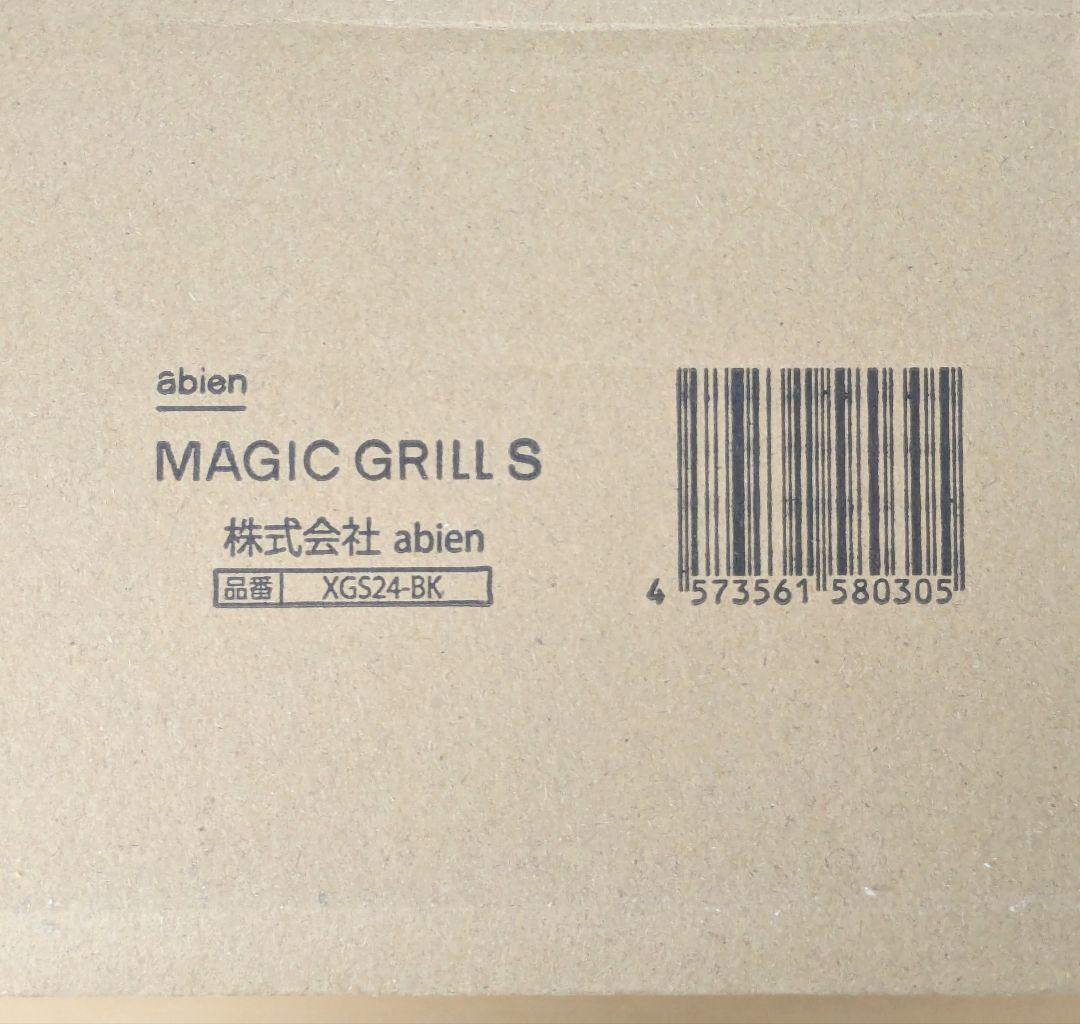 abien
MAGIC GRILL S
株式会社 abien
品番 XGS24-BK
4 573561 580305